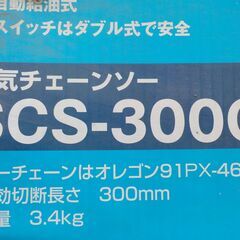 自動給油式
スイッチはダブル式で安全
気チェーンソー
SCS-300
ーチェーンはオレゴン91PX-46
効切断長さ 300mm
量 3.4kg